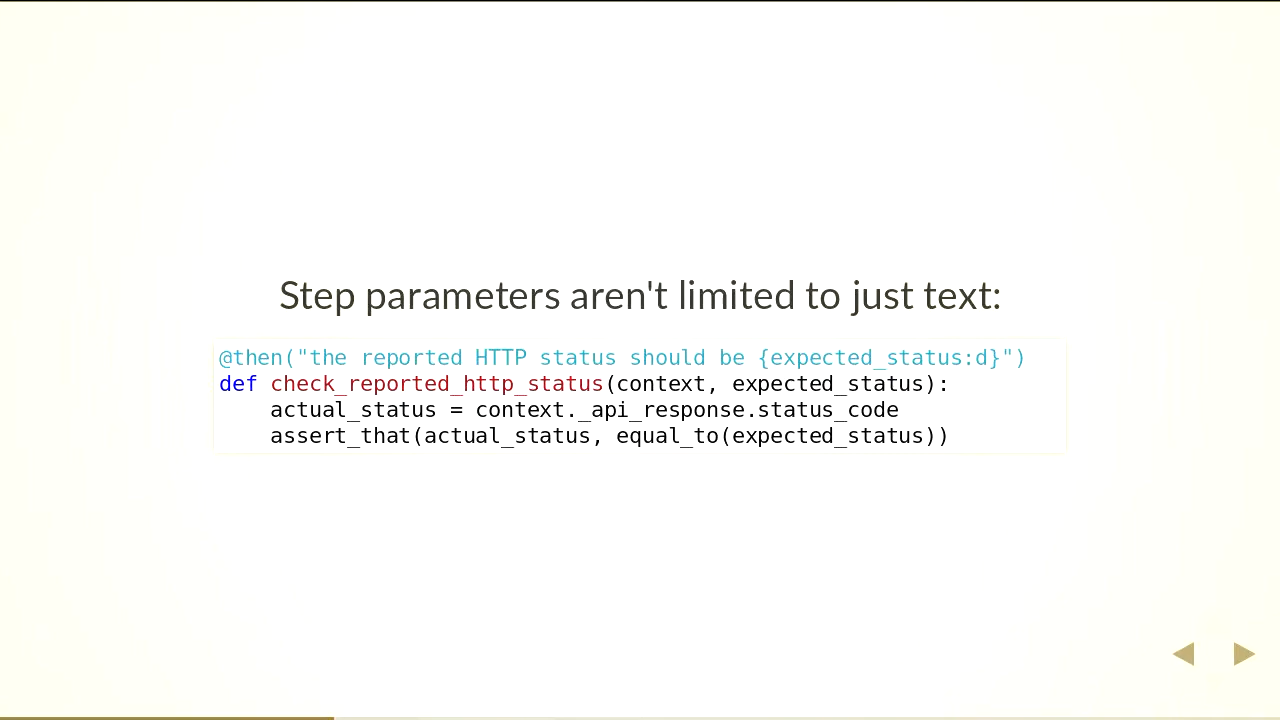 Step parameters aren't limited to just text:
@then("the reported HTTP status should be {expected_status:d}")
def check_reported_http_status(context, expected_status):
    actual_status = context._api_response.status_code
    assert_that(actual_status, equal_to(expected_status))